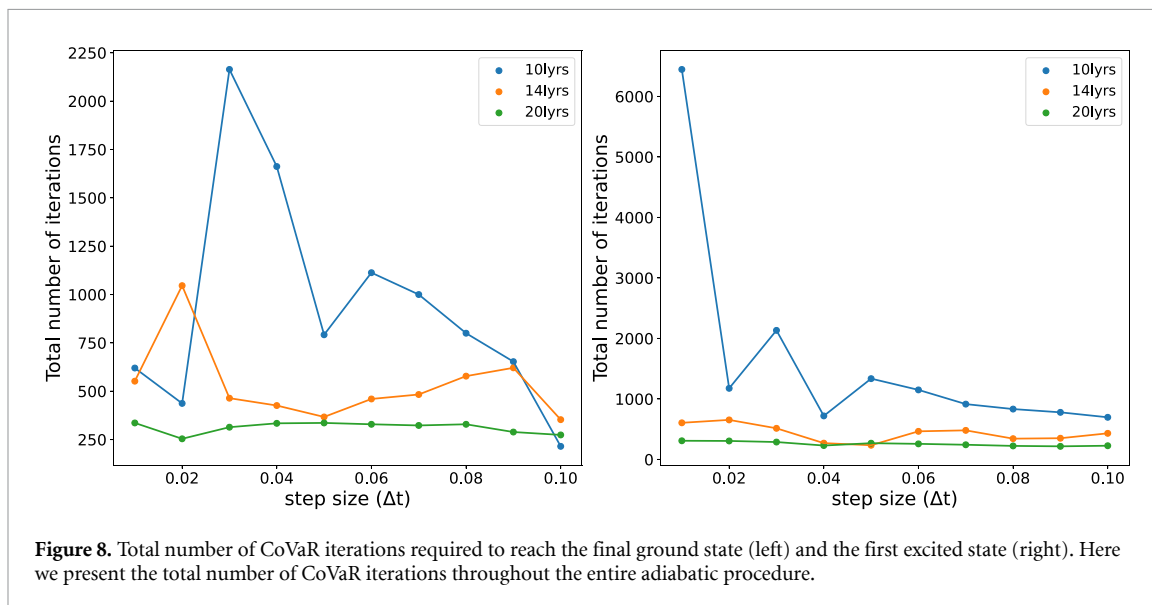 2250
2000
1750
1500
1250
1000
750
500
250
Total number of iterations
0.02
0.04
0.06
0.08
0.10
step size (Δt)
10lyrs
14lyrs
20lyrs
6000
5000
4000
3000
2000
1000
0
Total number of iterations
0.02
0.04
0.06
0.08
0.10
step size (Δt)
10lyrs
14lyrs
20lyrs
Figure 8. Total number of CoVaR iterations required to reach the final ground state (left) and the first excited state (right). Here
we present the total number of CoVaR iterations throughout the entire adiabatic procedure.